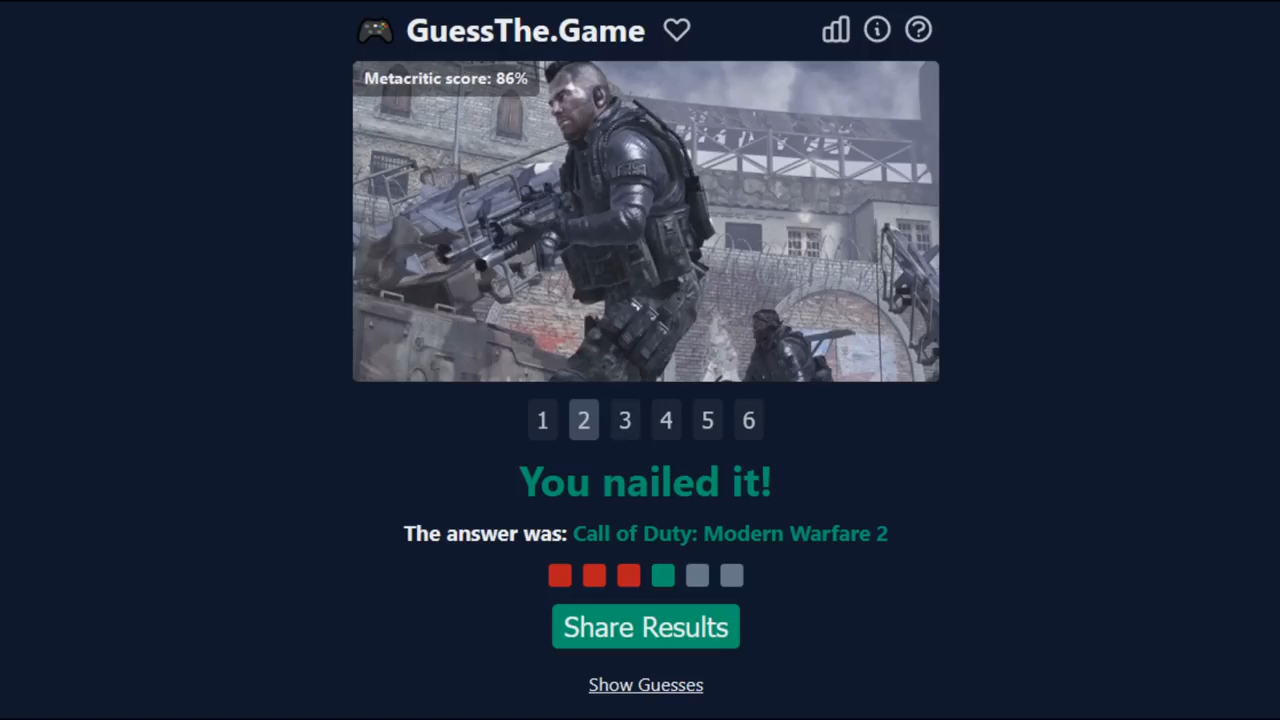 GuessThe.Game
Metacritic score: 86%
1 2 3 4 5 6
You nailed it!
The answer was: Call of Duty: Modern Warfare 2
Share Results
Show Guesses